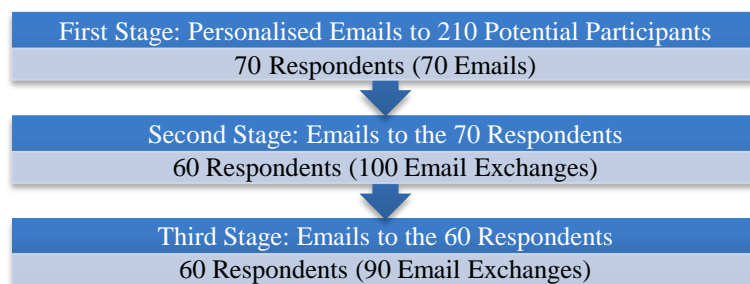 First Stage: Personalised Emails to 210 Potential Participants
70 Respondents (70 Emails)
Second Stage: Emails to the 70 Respondents
60 Respondents (100 Email Exchanges)
Third Stage: Emails to the 60 Respondents
60 Respondents (90 Email Exchanges)